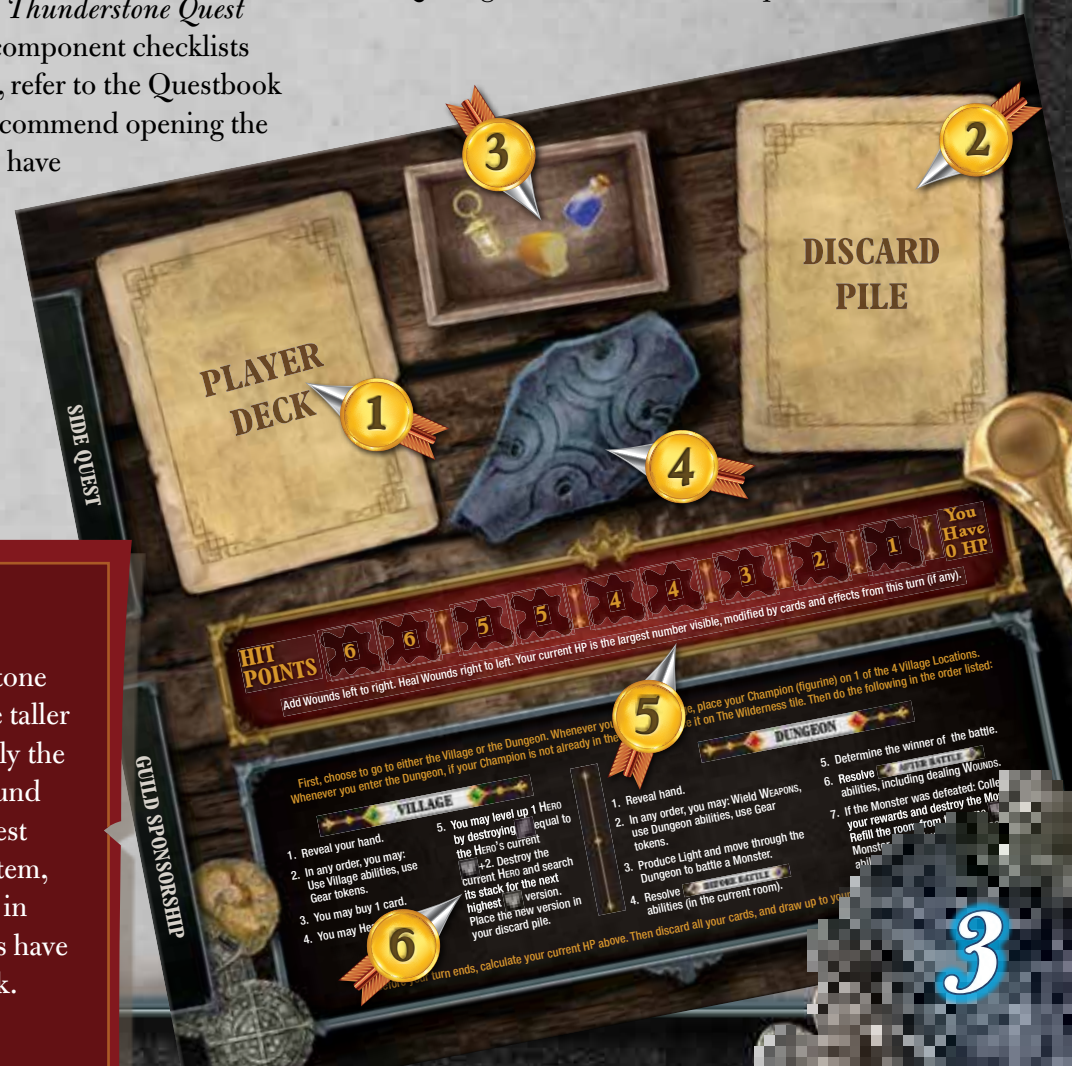 Thunderstone Quest
component checklists
, refer to the Questbook
commend opening the
have
3
2
DISCARD
PILE
PLAYER
DECK
1
4
SIDE QUEST
HIT
POINTS
6 6 5 5 4 4 3 2 1
You
Have
0 HP
Add Wounds left to right. Heal Wounds right to left. Your current HP is the largest number visible, modified by cards and effects from this turn (if any).
5
First, choose to go to either the Village or the Dungeon. Whenever you place your Champion (figurine) on 1 of the 4 Village Locations.
Whenever you enter the Dungeon, if your Champion is not already in the it on The Wilderness tile. Then do the following in the order listed:
VILLAGE
1. Reveal your hand.
2. In any order, you may:
Use Village abilities, use
Gear tokens.
3. You may buy 1 card.
4. You may
5. You may level up 1 HERO
by destroying equal to
the HERO'S current
+2. Destroy the
current HERO and search
its stack for the next
highest version.
Place the new version in
your discard pile.
DUNGEON
1. Reveal hand.
2. In any order, you may: Wield WEAPONS,
use Dungeon abilities, use Gear
tokens.
3. Produce Light and move through the
Dungeon to battle a Monster.
4. Resolve BEFORE BATTLE
abilities (in the current room).
5. Determine the winner of the battle.
6. Resolve AFTER BATTLE
abilities, including dealing WOUNDS.
7. If the Monster was defeated:
your rewards and destroy the
Refill the room from
Monster
your turn ends, calculate your current HP above. Then discard all your cards, and draw up to your
6
GUILD SPONSORSHIP
tone
e taller
ly the
und
est
tem,
in
s have
k.
3